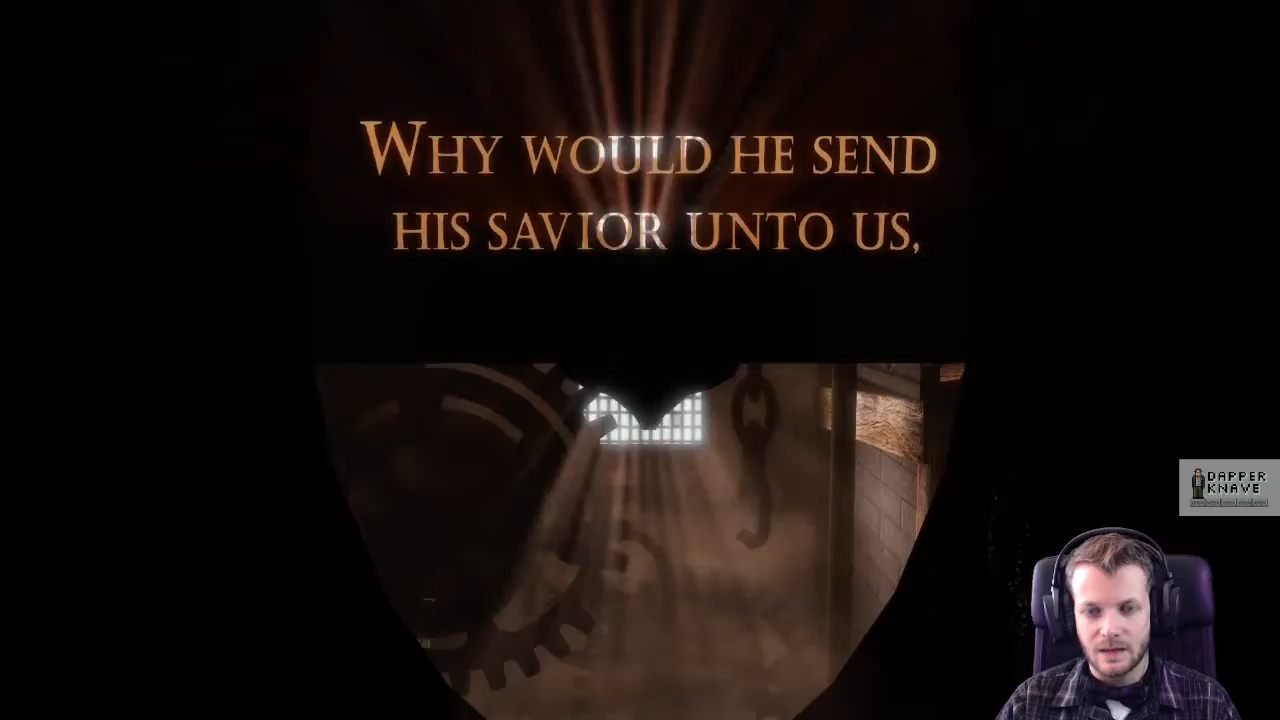 WHY WOULD HE SEND
HIS SAVIOR UNTO US,
DAPPER
KNAVE